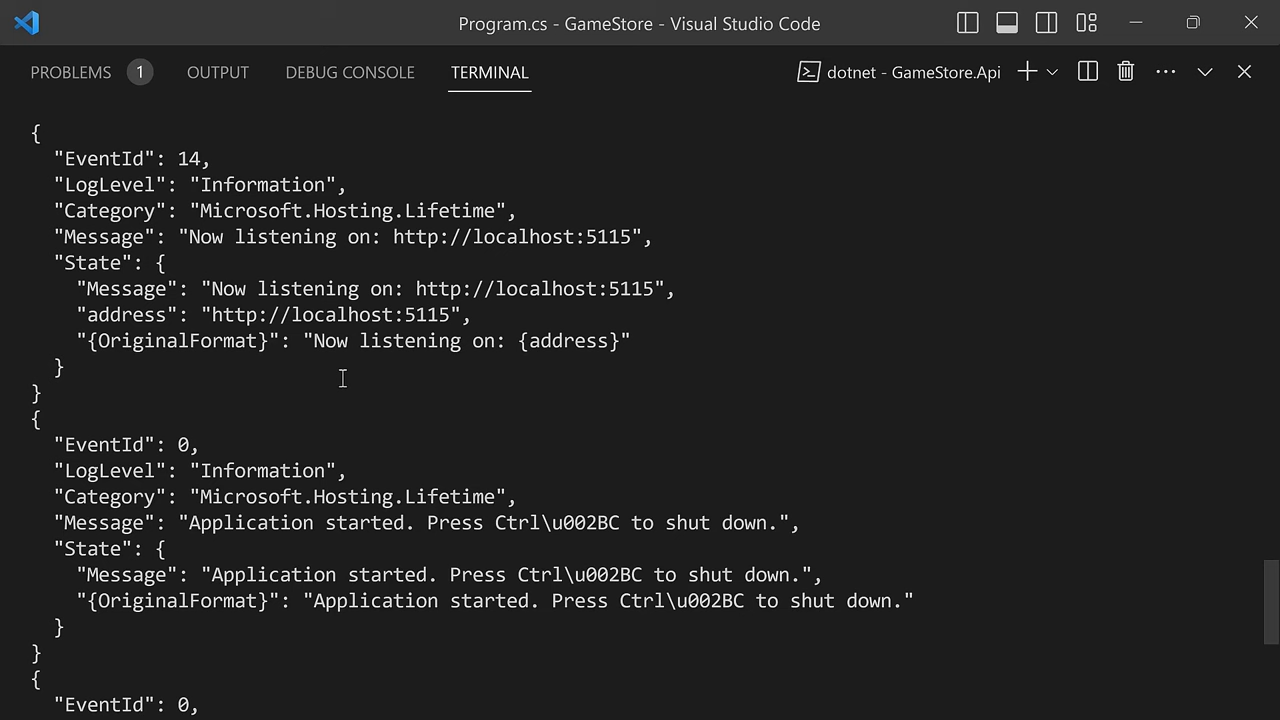 Program.cs - GameStore - Visual Studio Code
PROBLEMS 1 OUTPUT DEBUG CONSOLE TERMINAL dotnet - GameStore.Api
{
"EventId": 14,
"LogLevel": "Information",
"Category": "Microsoft.Hosting.Lifetime",
"Message": "Now listening on: http://localhost:5115",
"State": {
"Message": "Now listening on: http://localhost:5115",
"address": "http://localhost:5115",
"{OriginalFormat}": "Now listening on: {address}"
}
}
{
"EventId": 0,
"LogLevel": "Information",
"Category": "Microsoft.Hosting.Lifetime",
"Message": "Application started. Press Ctrl\u002BC to shut down.",
"State": {
"Message": "Application started. Press Ctrl\u002BC to shut down.",
"{OriginalFormat}": "Application started. Press Ctrl\u002BC to shut down."
}
}
{
"EventId": 0,